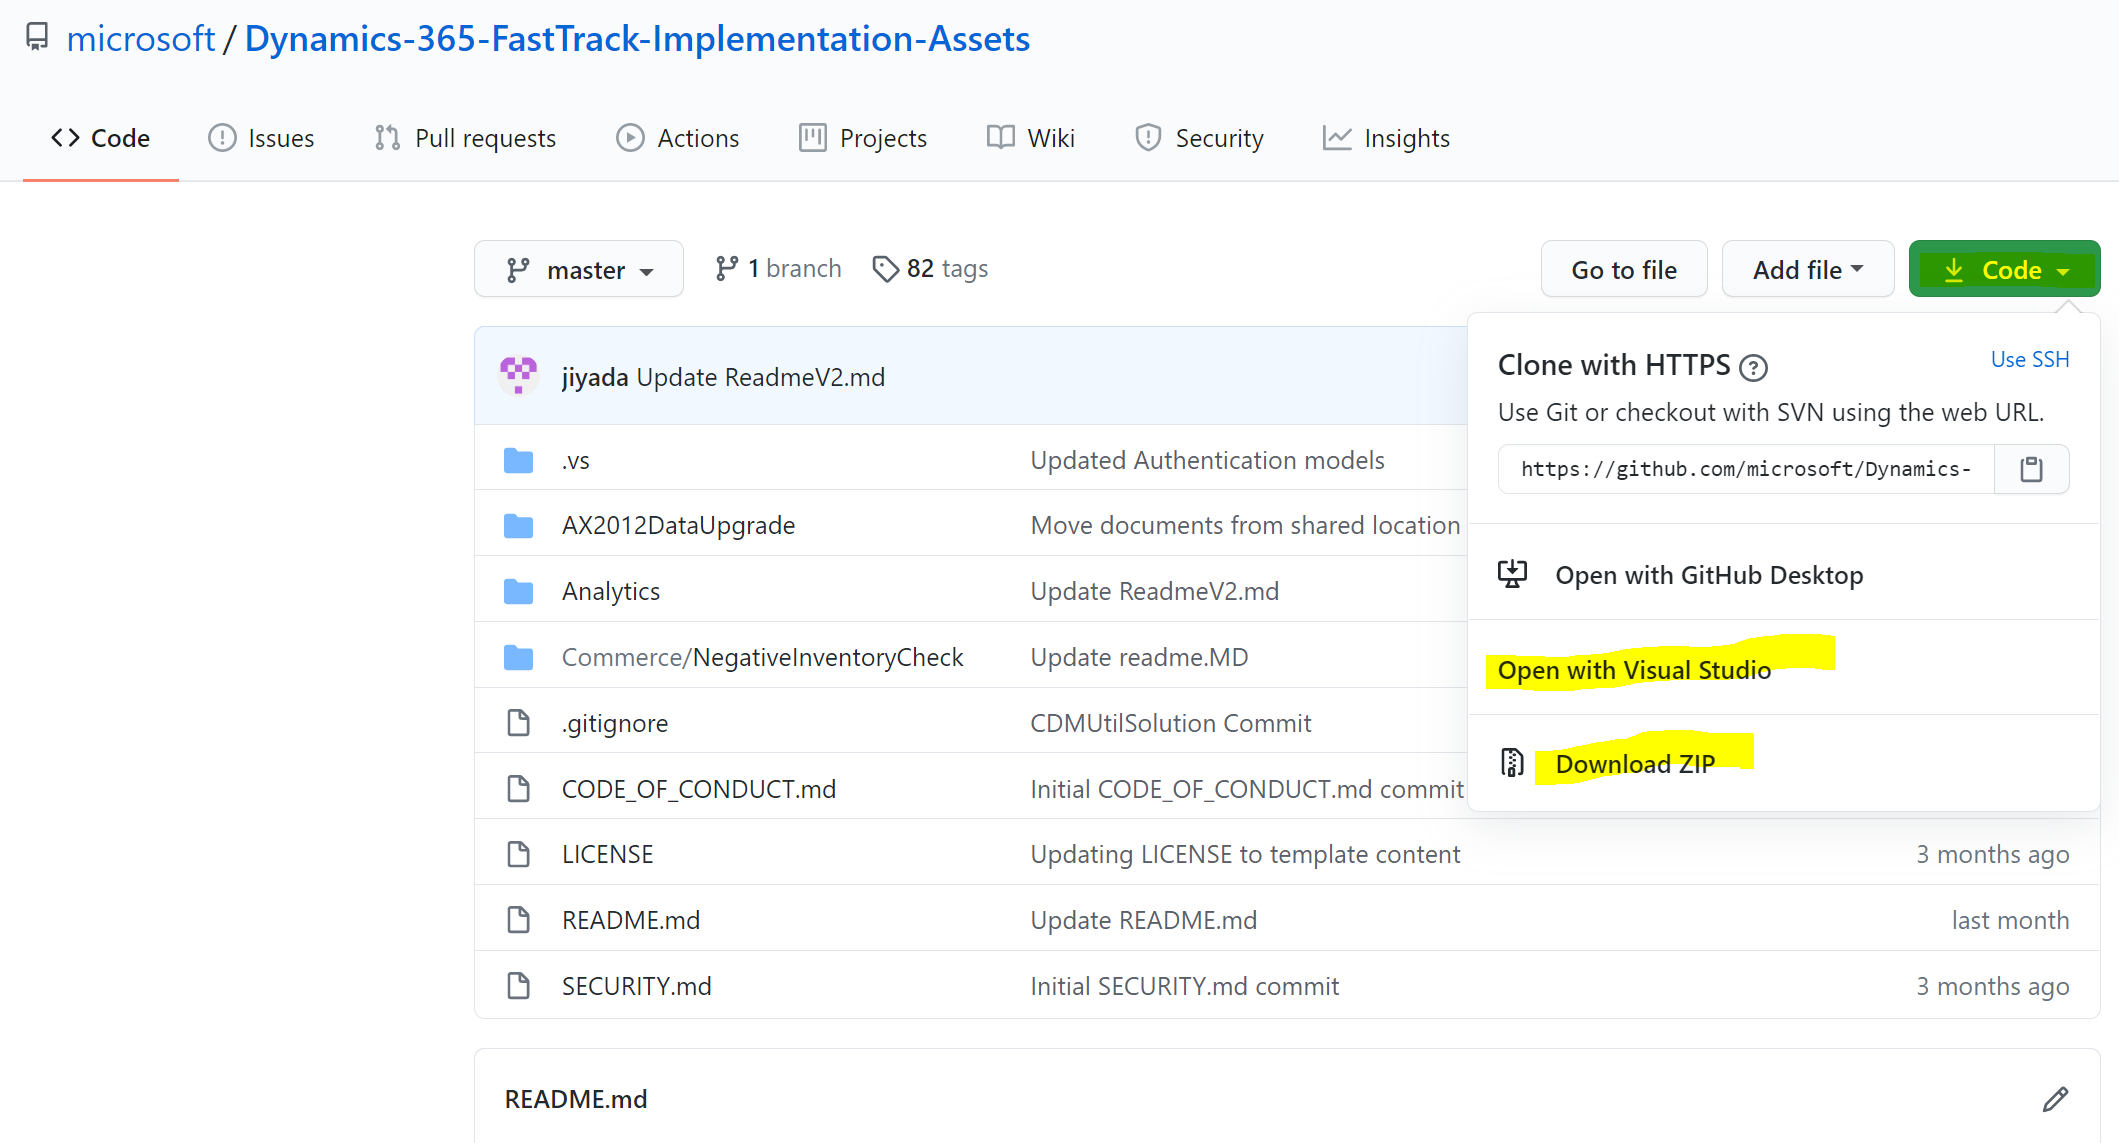 microsoft / Dynamics-365-FastTrack-Implementation-Assets
Code Issues Pull requests Actions Projects Wiki Security Insights
master 1 branch 82 tags Go to file Add file Code
Clone with HTTPS ? Use SSH
Use Git or checkout with SVN using the web URL.
https://github.com/microsoft/Dynamics-
Open with GitHub Desktop
Open with Visual Studio
Download ZIP
jiyada Update ReadmeV2.md
.vs Updated Authentication models
AX2012DataUpgrade Move documents from shared location
Analytics Update ReadmeV2.md
Commerce/NegativeInventoryCheck Update readme.MD
.gitignore CDMUtilSolution Commit
CODE_OF_CONDUCT.md Initial CODE_OF_CONDUCT.md commit
LICENSE Updating LICENSE to template content 3 months ago
README.md Update README.md last month
SECURITY.md Initial SECURITY.md commit 3 months ago
README.md